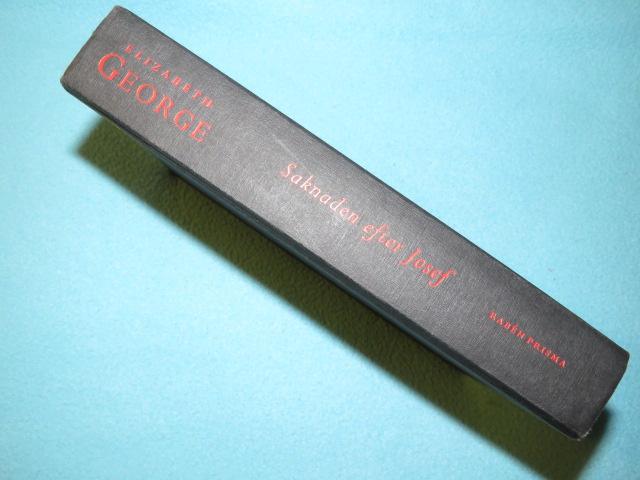 ELIZABETH
GEORGE
Saknaden efter Josef
RABÉN PRISMA